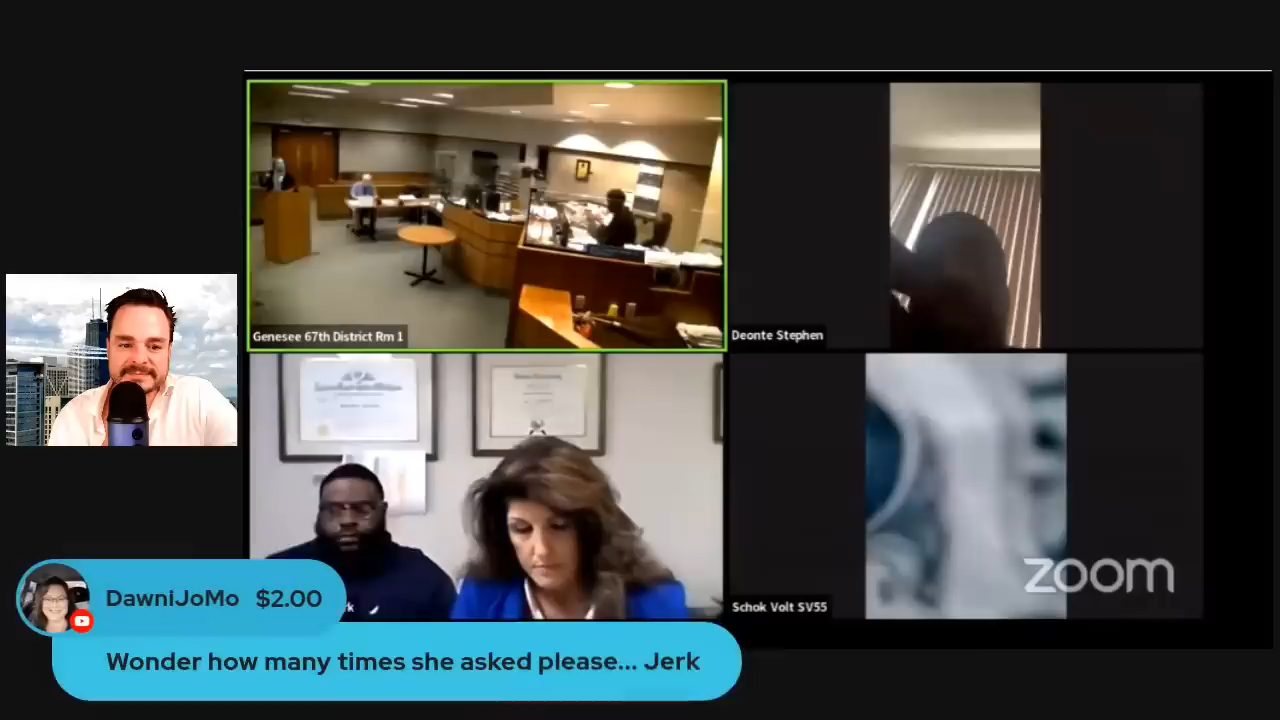 Genesee 67th District Rm 1
Deonte Stephen
Schok Volt SV55
zoom
DawniJoMo $2.00
Wonder how many times she asked please... Jerk